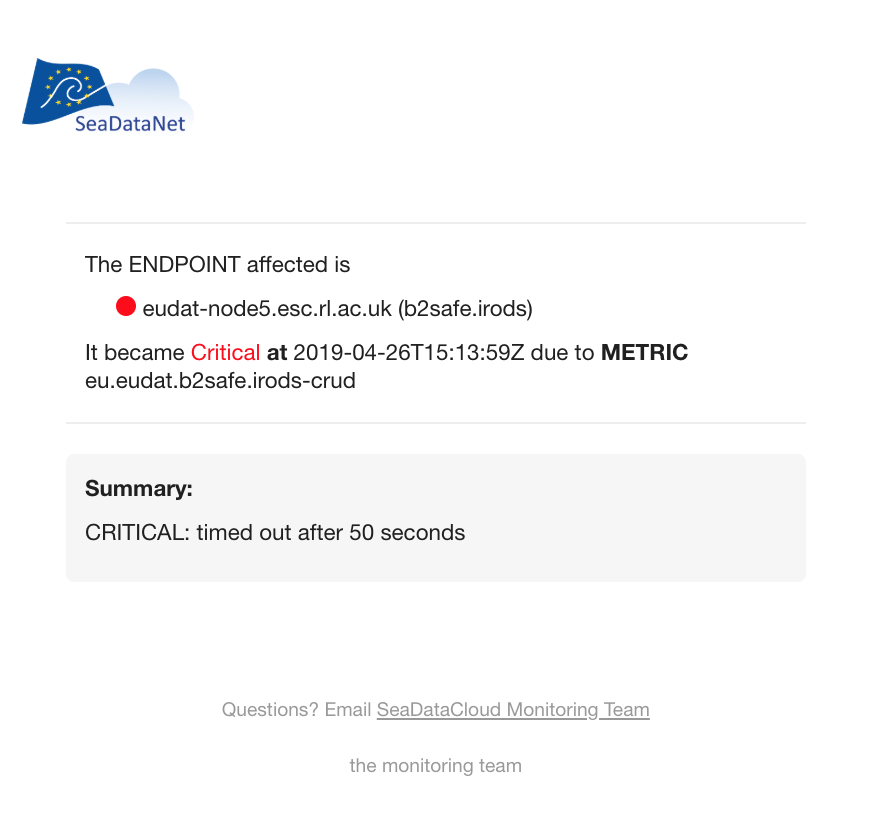 SeaDataNet
The ENDPOINT affected is
eudat-node5.esc.rl.ac.uk (b2safe.irods)
It became Critical at 2019-04-26T15:13:59Z due to METRIC
eu.eudat.b2safe.irods-crud
Summary:
CRITICAL: timed out after 50 seconds
Questions? Email SeaDataCloud Monitoring Team
the monitoring team